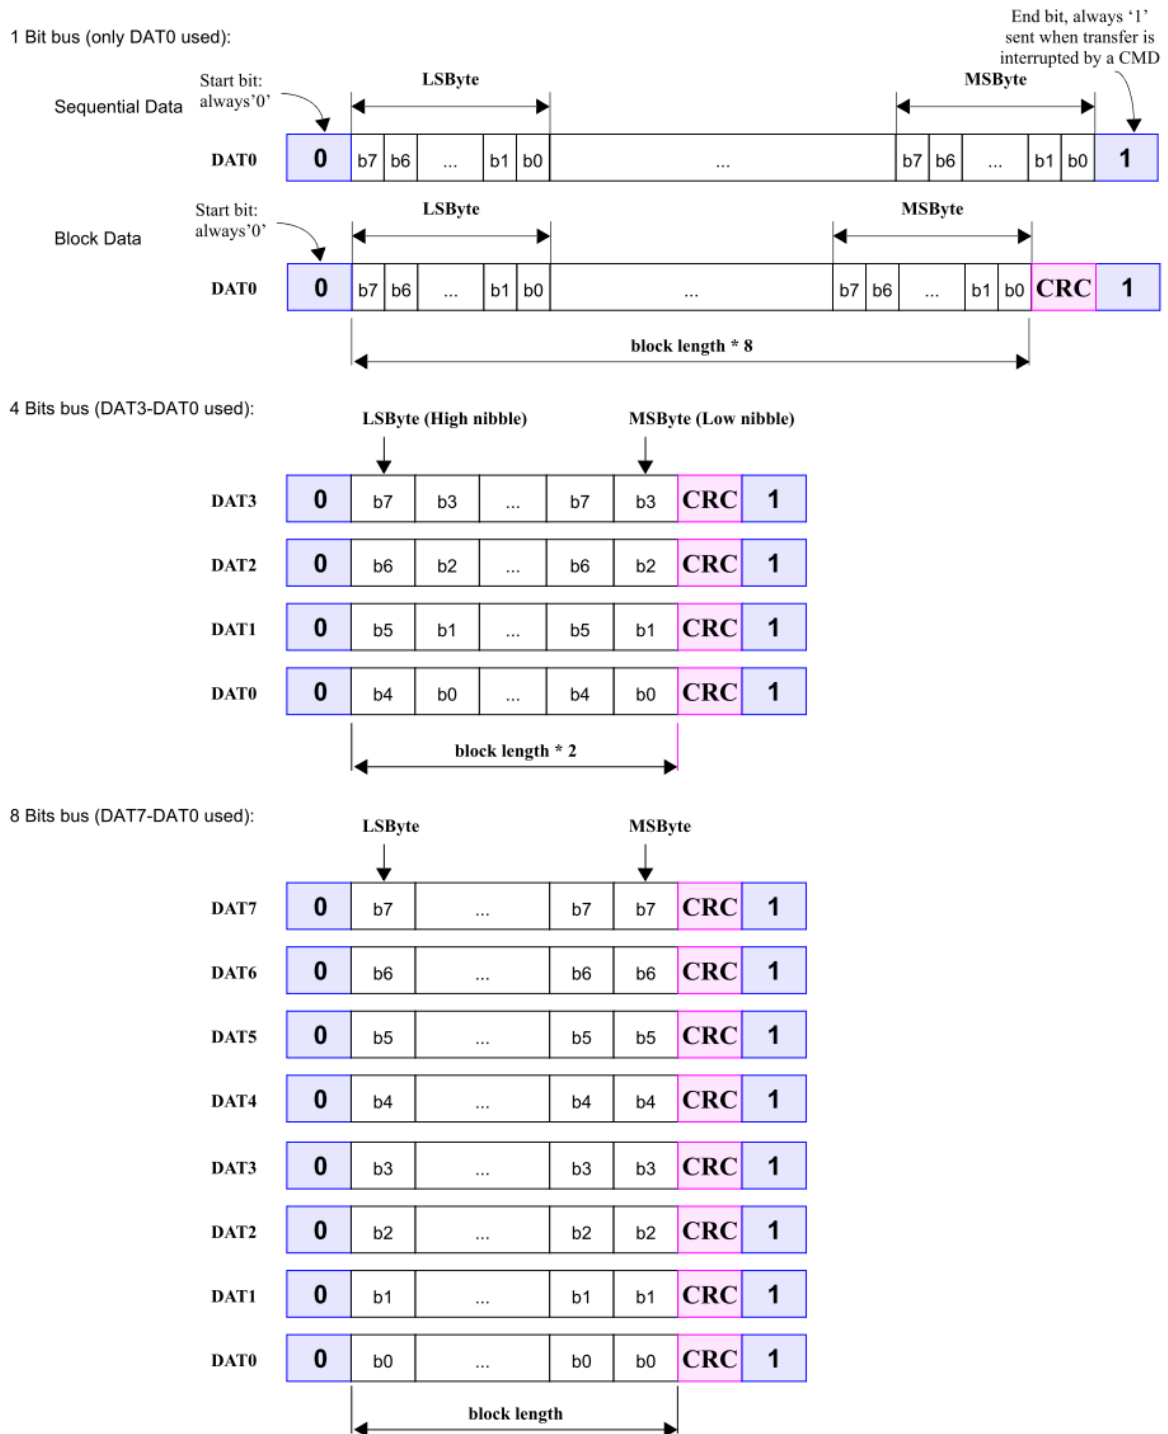 1 Bit bus (only DAT0 used):
End bit, always ‘1’
sent when transfer is
interrupted by a CMD
Sequential Data
Start bit:
always’0’
LSByte
MSByte
DAT0 0 b7 b6 ... b1 b0 ... b7 b6 ... b1 b0 1
Block Data
Start bit:
always’0’
LSByte
MSByte
DAT0 0 b7 b6 ... b1 b0 ... b7 b6 ... b1 b0 CRC 1
block length * 8
4 Bits bus (DAT3-DAT0 used):
LSByte (High nibble) MSByte (Low nibble)
DAT3 0 b7 b3 ... b7 b3 CRC 1
DAT2 0 b6 b2 ... b6 b2 CRC 1
DAT1 0 b5 b1 ... b5 b1 CRC 1
DAT0 0 b4 b0 ... b4 b0 CRC 1
block length * 2
8 Bits bus (DAT7-DAT0 used):
LSByte MSByte
DAT7 0 b7 ... b7 b7 CRC 1
DAT6 0 b6 ... b6 b6 CRC 1
DAT5 0 b5 ... b5 b5 CRC 1
DAT4 0 b4 ... b4 b4 CRC 1
DAT3 0 b3 ... b3 b3 CRC 1
DAT2 0 b2 ... b2 b2 CRC 1
DAT1 0 b1 ... b1 b1 CRC 1
DAT0 0 b0 ... b0 b0 CRC 1
block length